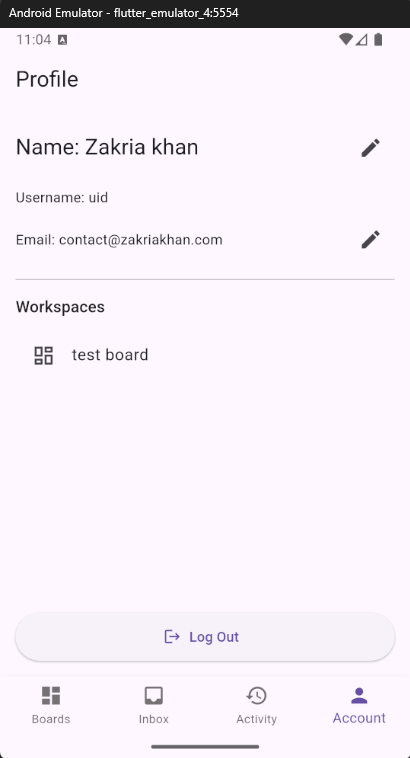 Android Emulator - flutter_emulator_4:5554
11:04 A
Profile
Name: Zakria khan
Username: uid
Email: contact@zakriakhan.com
Workspaces
test board
Log Out
Boards Inbox Activity Account